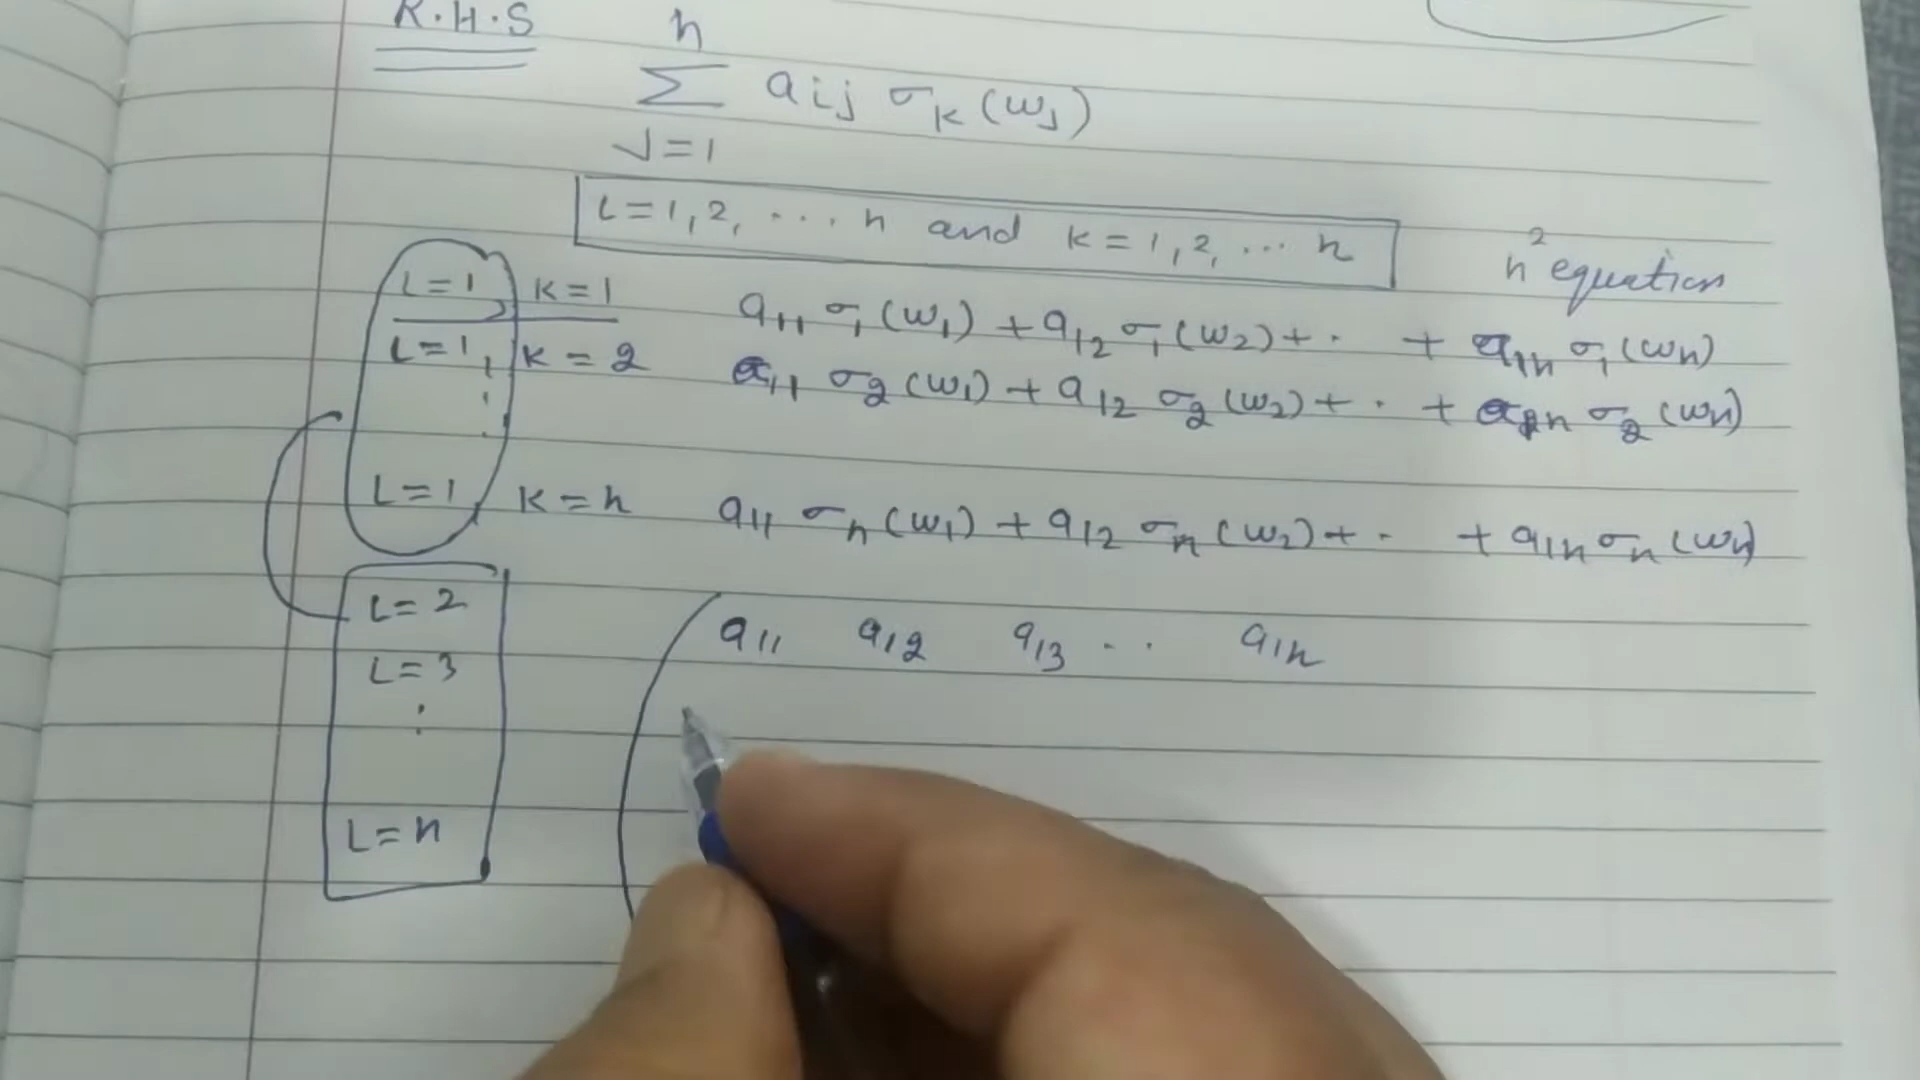 R.H.S
n
∑ aij σk (wj)
J=1
i=1,2, ... n and k=1,2, ... n
n² equation
i=1, k=1 a11 σ1 (w1) + a12 σ1 (w2) + . . + a1n σ1 (wn)
i=1, k=2 a11 σ2 (w1) + a12 σ2 (w2) + . + a1n σ2 (wn)
⋮
i=1, k=n a11 σn (w1) + a12 σn (w2) + . + a1n σn (wn)
i=2
i=3
⋮
i=n
( a11 a12 a13 . . a1n